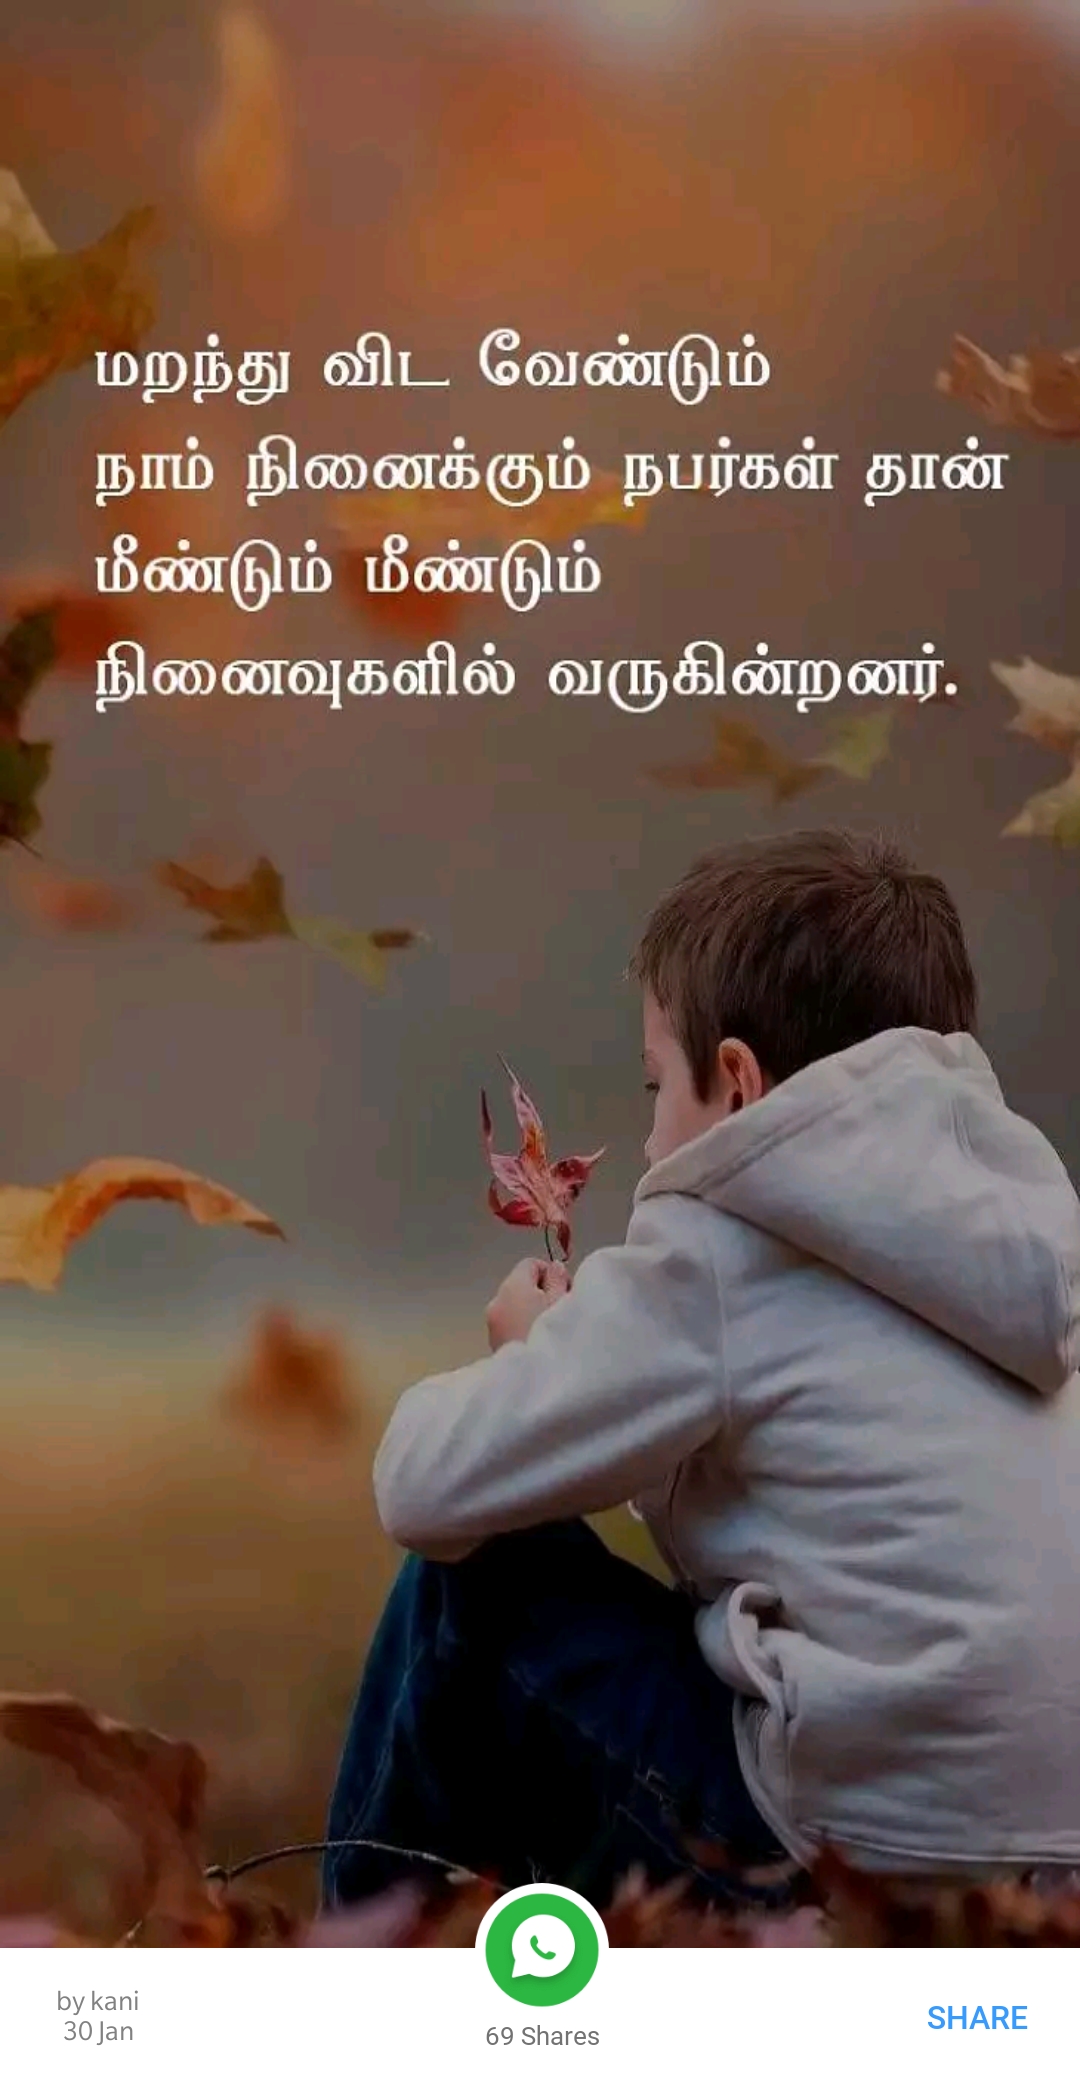 மறந்து விட வேண்டும்
நாம் நினைக்கும் நபர்கள் தான்
மீண்டும் மீண்டும்
நினைவுகளில் வருகின்றனர்.
by kani
30 Jan
69 Shares
SHARE